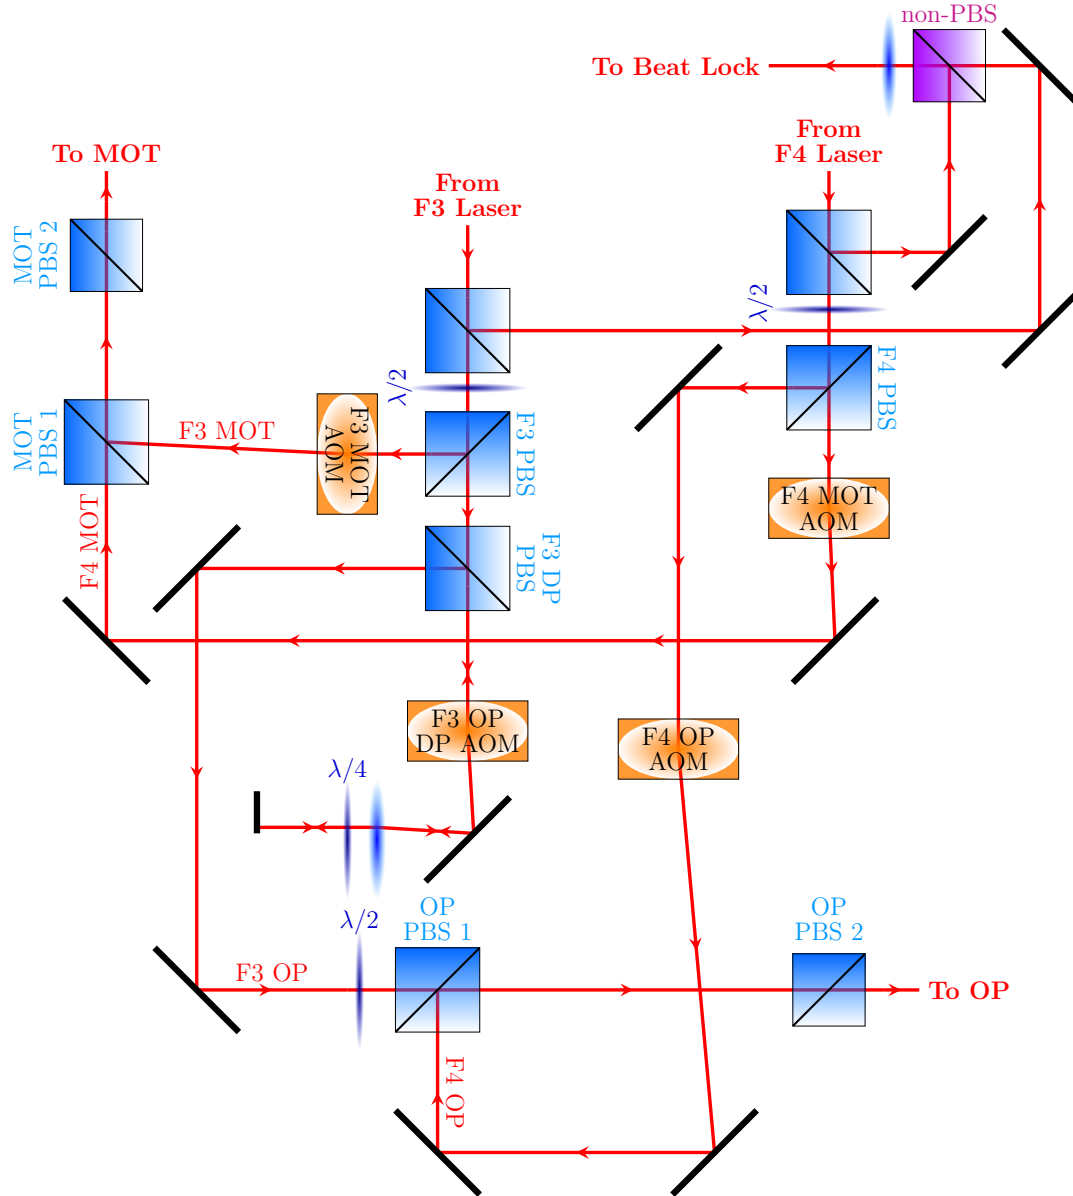 non-PBS
To Beat Lock
From
F4 Laser
To MOT
From
F3 Laser
MOT
PBS 2
λ/2
λ/2
F4 PBS
MOT
PBS 1
F3 MOT
F3 MOT
AOM
F3 PBS
F4 MOT
AOM
F4 MOT
F3 DP
PBS
F3 OP
DP AOM
F4 OP
AOM
λ/4
λ/2
OP
PBS 1
OP
PBS 2
F3 OP
To OP
F4 OP